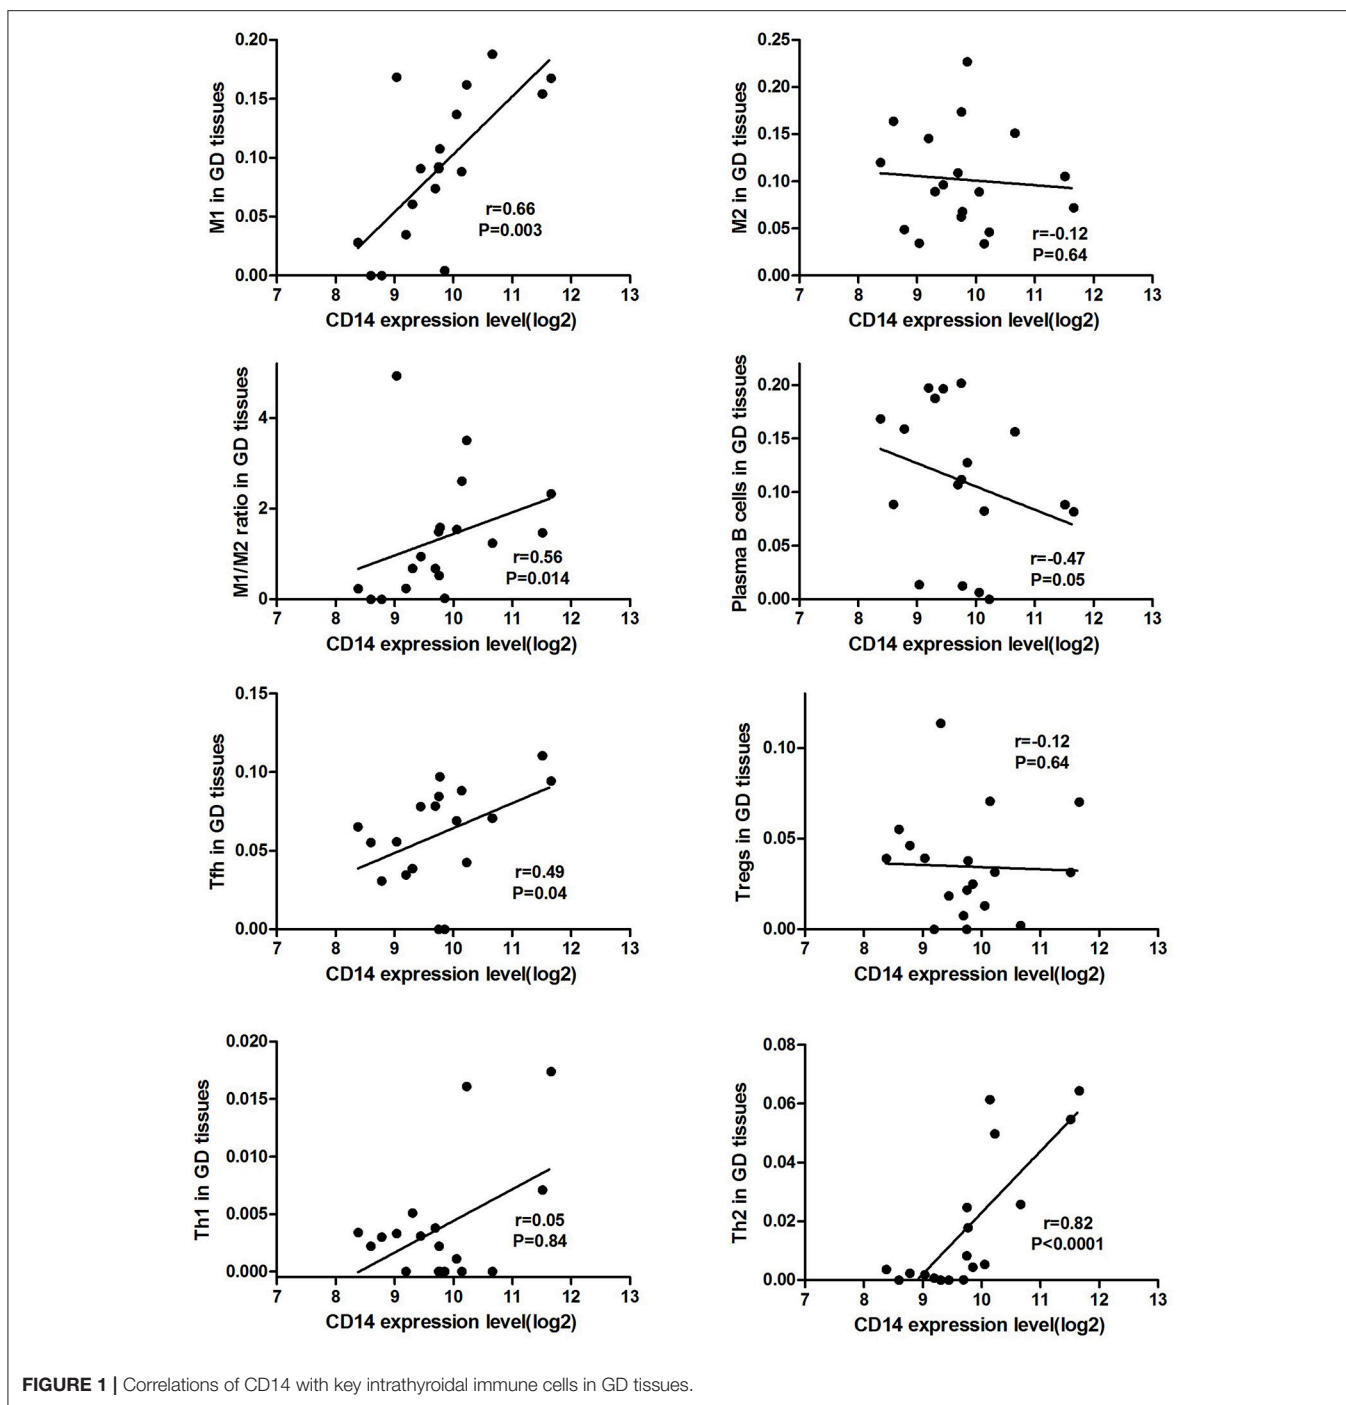 0.20
0.15
0.10
0.05
0.00
7 8 9 10 11 12 13
M1 in GD tissues
CD14 expression level(log2)
r=0.66
P=0.003
0.25
0.20
0.15
0.10
0.05
0.00
7 8 9 10 11 12 13
M2 in GD tissues
CD14 expression level(log2)
r=-0.12
P=0.64
4
2
0
7 8 9 10 11 12 13
M1/M2 ratio in GD tissues
CD14 expression level(log2)
r=0.56
P=0.014
0.20
0.15
0.10
0.05
0.00
7 8 9 10 11 12 13
Plasma B cells in GD tissues
CD14 expression level(log2)
r=-0.47
P=0.05
0.15
0.10
0.05
0.00
7 8 9 10 11 12 13
Tfh in GD tissues
CD14 expression level(log2)
r=0.49
P=0.04
0.10
0.05
0.00
7 8 9 10 11 12 13
Tregs in GD tissues
CD14 expression level(log2)
r=-0.12
P=0.64
0.020
0.015
0.010
0.005
0.000
7 8 9 10 11 12 13
Th1 in GD tissues
CD14 expression level(log2)
r=0.05
P=0.84
0.08
0.06
0.04
0.02
0.00
7 8 9 10 11 12 13
Th2 in GD tissues
CD14 expression level(log2)
r=0.82
P<0.0001
FIGURE 1 | Correlations of CD14 with key intrathyroidal immune cells in GD tissues.